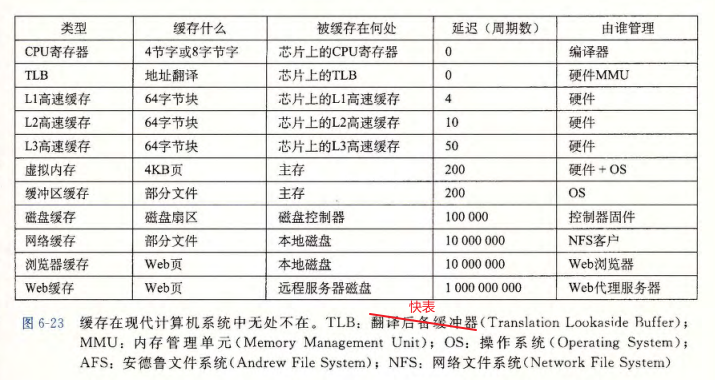 类型 缓存什么 被缓存在何处 延迟（周期数） 由谁管理
CPU寄存器 4节字或8字节字 芯片上的CPU寄存器 0 编译器
TLB 地址翻译 芯片上的TLB 0 硬件MMU
L1高速缓存 64字节块 芯片上的L1高速缓存 4 硬件
L2高速缓存 64字节块 芯片上的L2高速缓存 10 硬件
L3高速缓存 64字节块 芯片上的L3高速缓存 50 硬件
虚拟内存 4KB页 主存 200 硬件 + OS
缓冲区缓存 部分文件 主存 200 OS
磁盘缓存 磁盘扇区 磁盘控制器 100 000 控制器固件
网络缓存 部分文件 本地磁盘 10 000 000 NFS客户
浏览器缓存 Web页 本地磁盘 10 000 000 Web浏览器
Web缓存 Web页 远程服务器磁盘 1 000 000 000 Web代理服务器
快表
图 6-23 缓存在现代计算机系统中无处不在。TLB：翻译后备缓冲器(Translation Lookaside Buffer)；
MMU：内存管理单元(Memory Management Unit)；OS：操作系统(Operating System)；
AFS：安德鲁文件系统(Andrew File System)；NFS：网络文件系统(Network File System)